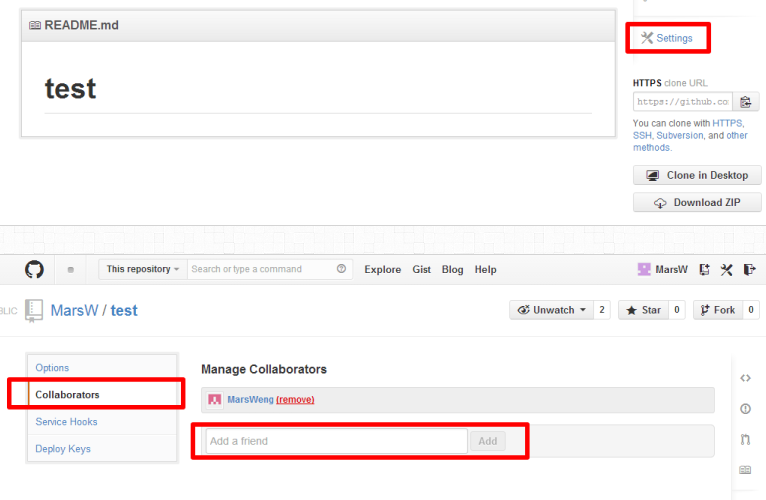 README.md
test
Settings
HTTPS clone URL
https://github.co
You can clone with HTTPS,
SSH, Subversion, and other
methods.
Clone in Desktop
Download ZIP
This repository
Search or type a command
Explore Gist Blog Help
MarsW
BLIC MarsW / test
Unwatch 2 Star 0 Fork 0
Options
Collaborators
Service Hooks
Deploy Keys
Manage Collaborators
MarsWeng (remove)
Add a friend Add